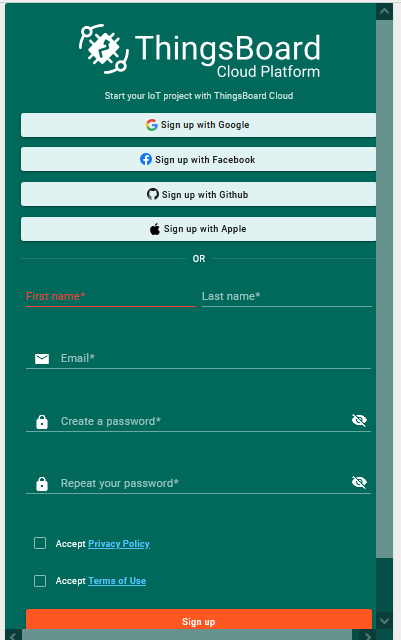 ThingsBoard
Cloud Platform
Start your IoT project with ThingsBoard Cloud
Sign up with Google
Sign up with Facebook
Sign up with Github
Sign up with Apple
OR
First name* Last name*
Email*
Create a password*
Repeat your password*
Accept Privacy Policy
Accept Terms of Use
Sign up